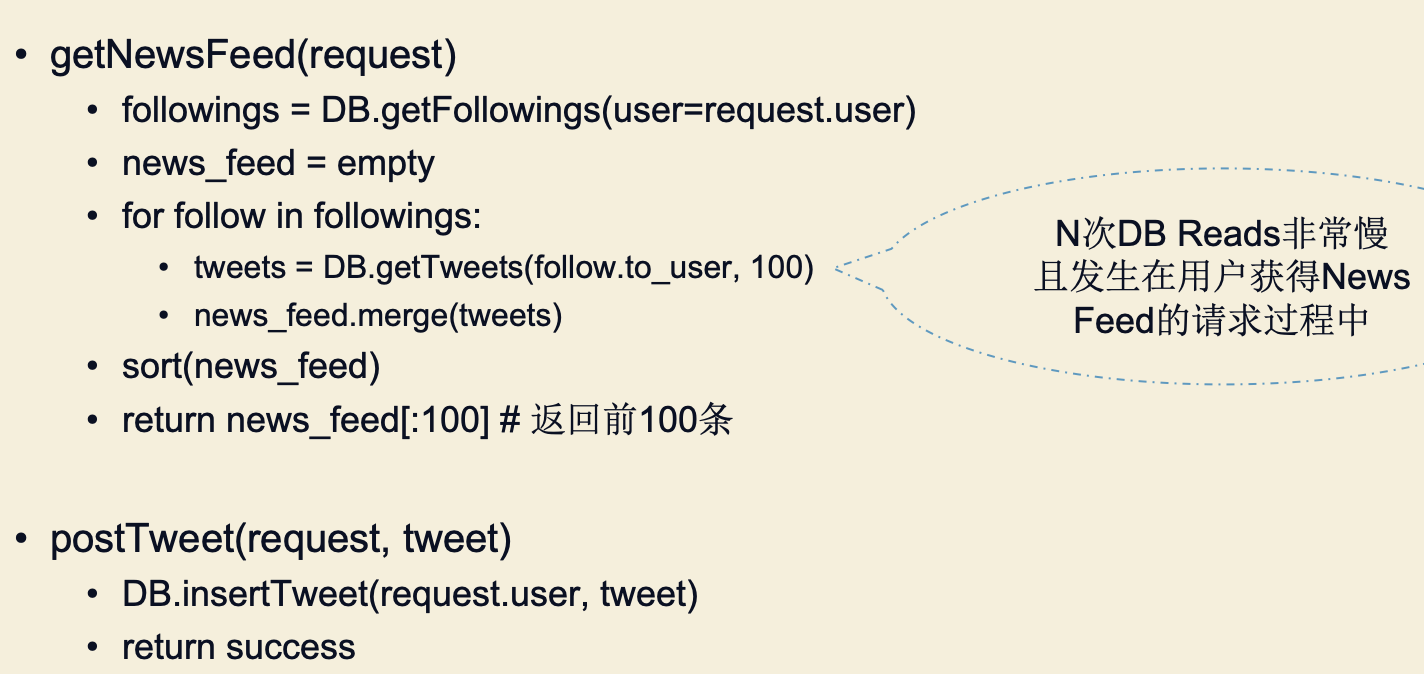 • getNewsFeed(request)
• followings = DB.getFollowings(user=request.user)
• news_feed = empty
• for follow in followings:
• tweets = DB.getTweets(follow.to_user, 100)
• news_feed.merge(tweets)
• sort(news_feed)
• return news_feed[:100] # 返回前100条
N次DB Reads非常慢
且发生在用户获得News
Feed的请求过程中
• postTweet(request, tweet)
• DB.insertTweet(request.user, tweet)
• return success